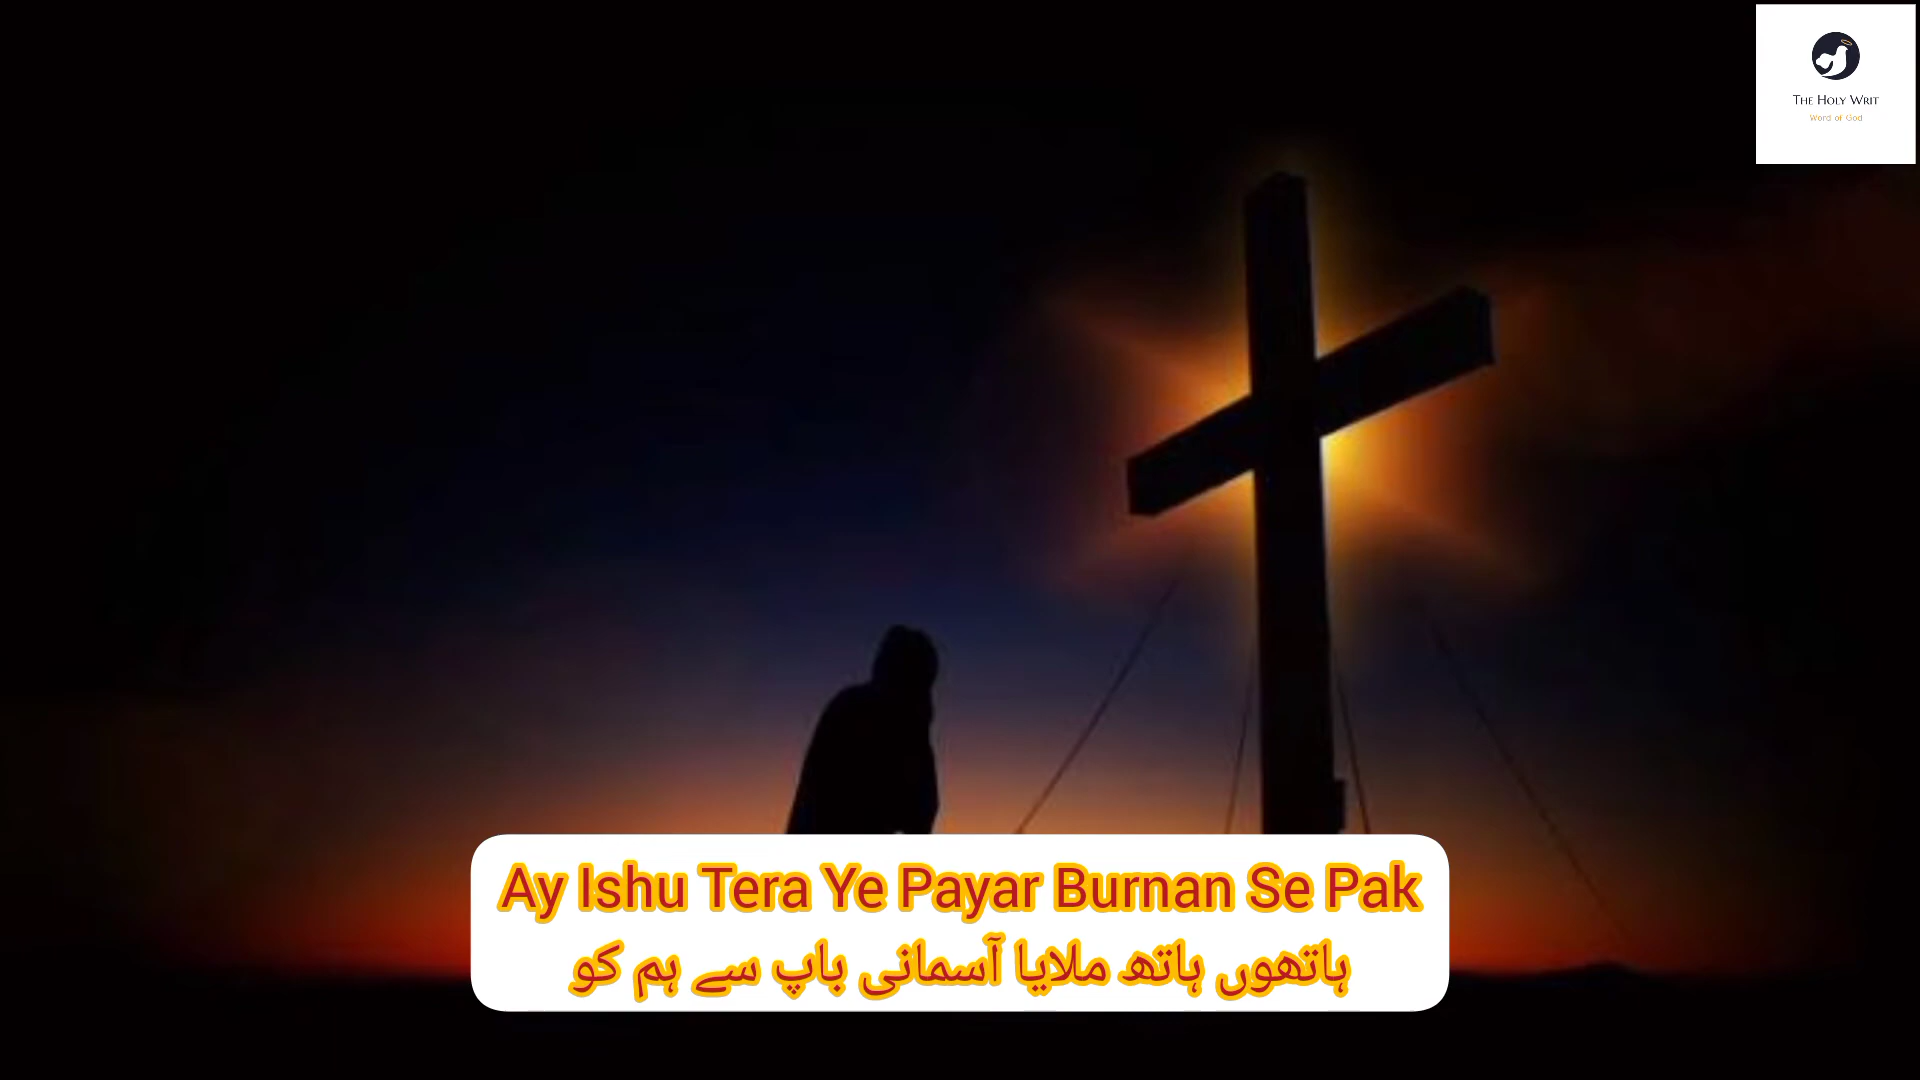 The Holy Writ
Word of God
Ay Ishu Tera Ye Payar Burnan Se Pak
ہاتھوں ہاتھ ملایا آسمانی باپ سے ہم کو